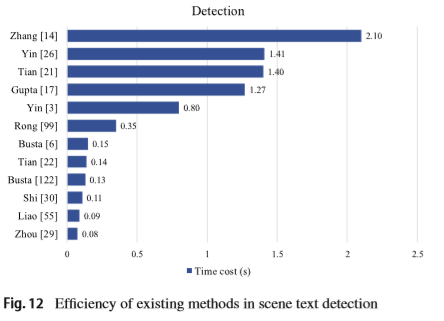 Detection
Zhang [14] 2.10
Yin [26] 1.41
Tian [21] 1.40
Gupta [17] 1.27
Yin [3] 0.80
Rong [99] 0.35
Busta [6] 0.15
Tian [22] 0.14
Busta [122] 0.13
Shi [30] 0.11
Liao [55] 0.09
Zhou [29] 0.08
0 0.5 1 1.5 2 2.5
Time cost (s)
Fig. 12 Efficiency of existing methods in scene text detection